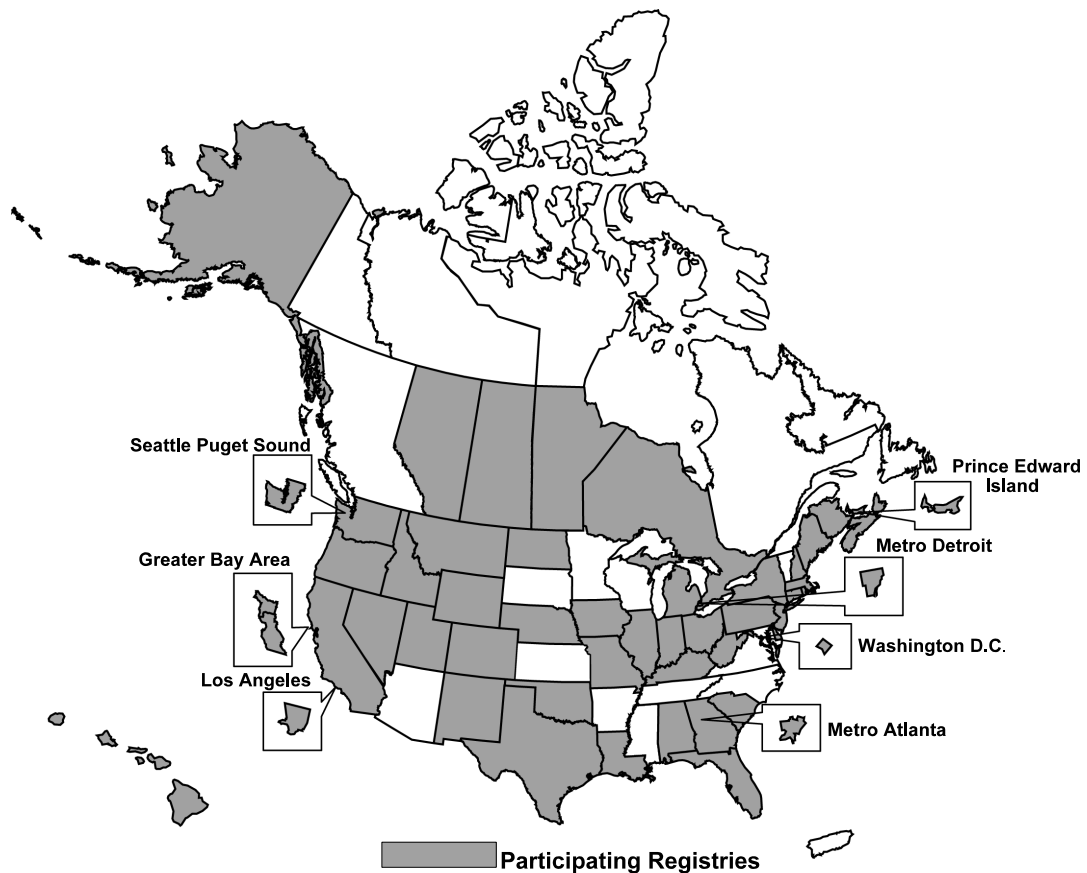 Seattle Puget Sound
Prince Edward
Island
Metro Detroit
Greater Bay Area
Washington D.C.
Los Angeles
Metro Atlanta
Participating Registries